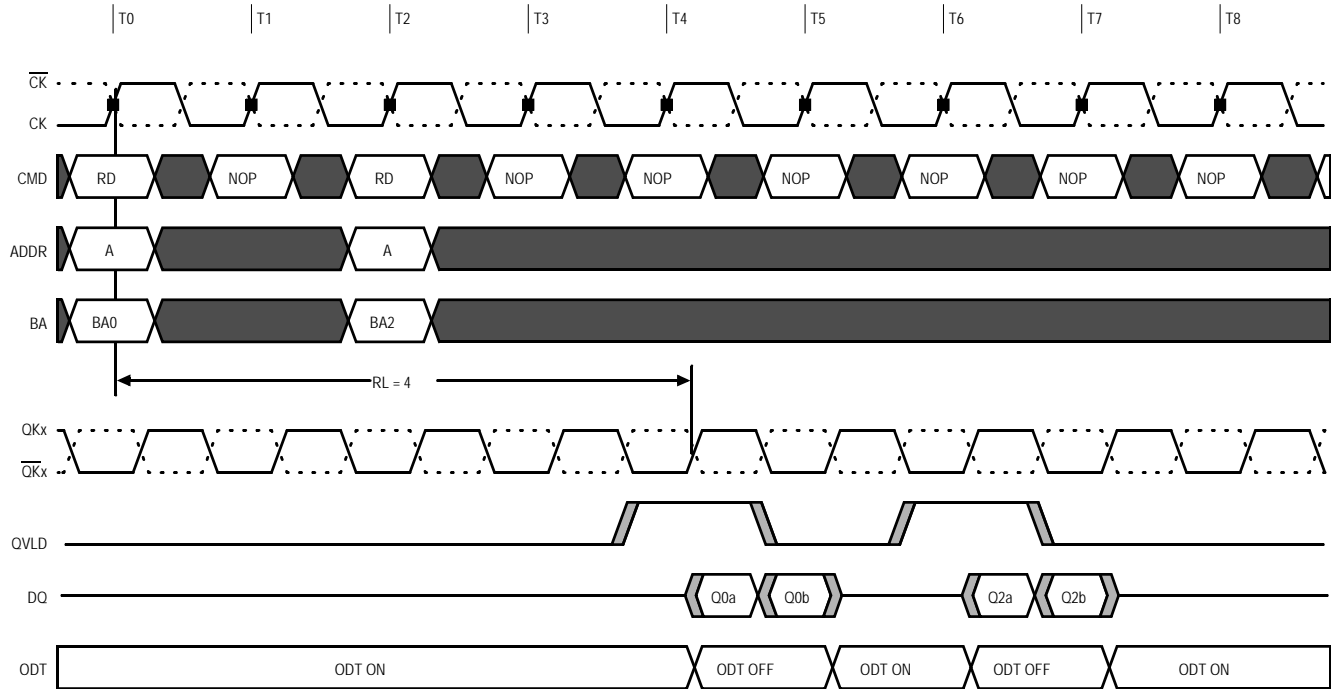 T0 T1 T2 T3 T4 T5 T6 T7 T8
C̅K̅
CK
CMD RD NOP RD NOP NOP NOP NOP NOP NOP
ADDR A A
BA BA0 BA2
RL = 4
QKx
Q̅K̅x
QVLD
DQ Q0a Q0b Q2a Q2b
ODT ODT ON ODT OFF ODT ON ODT OFF ODT ON